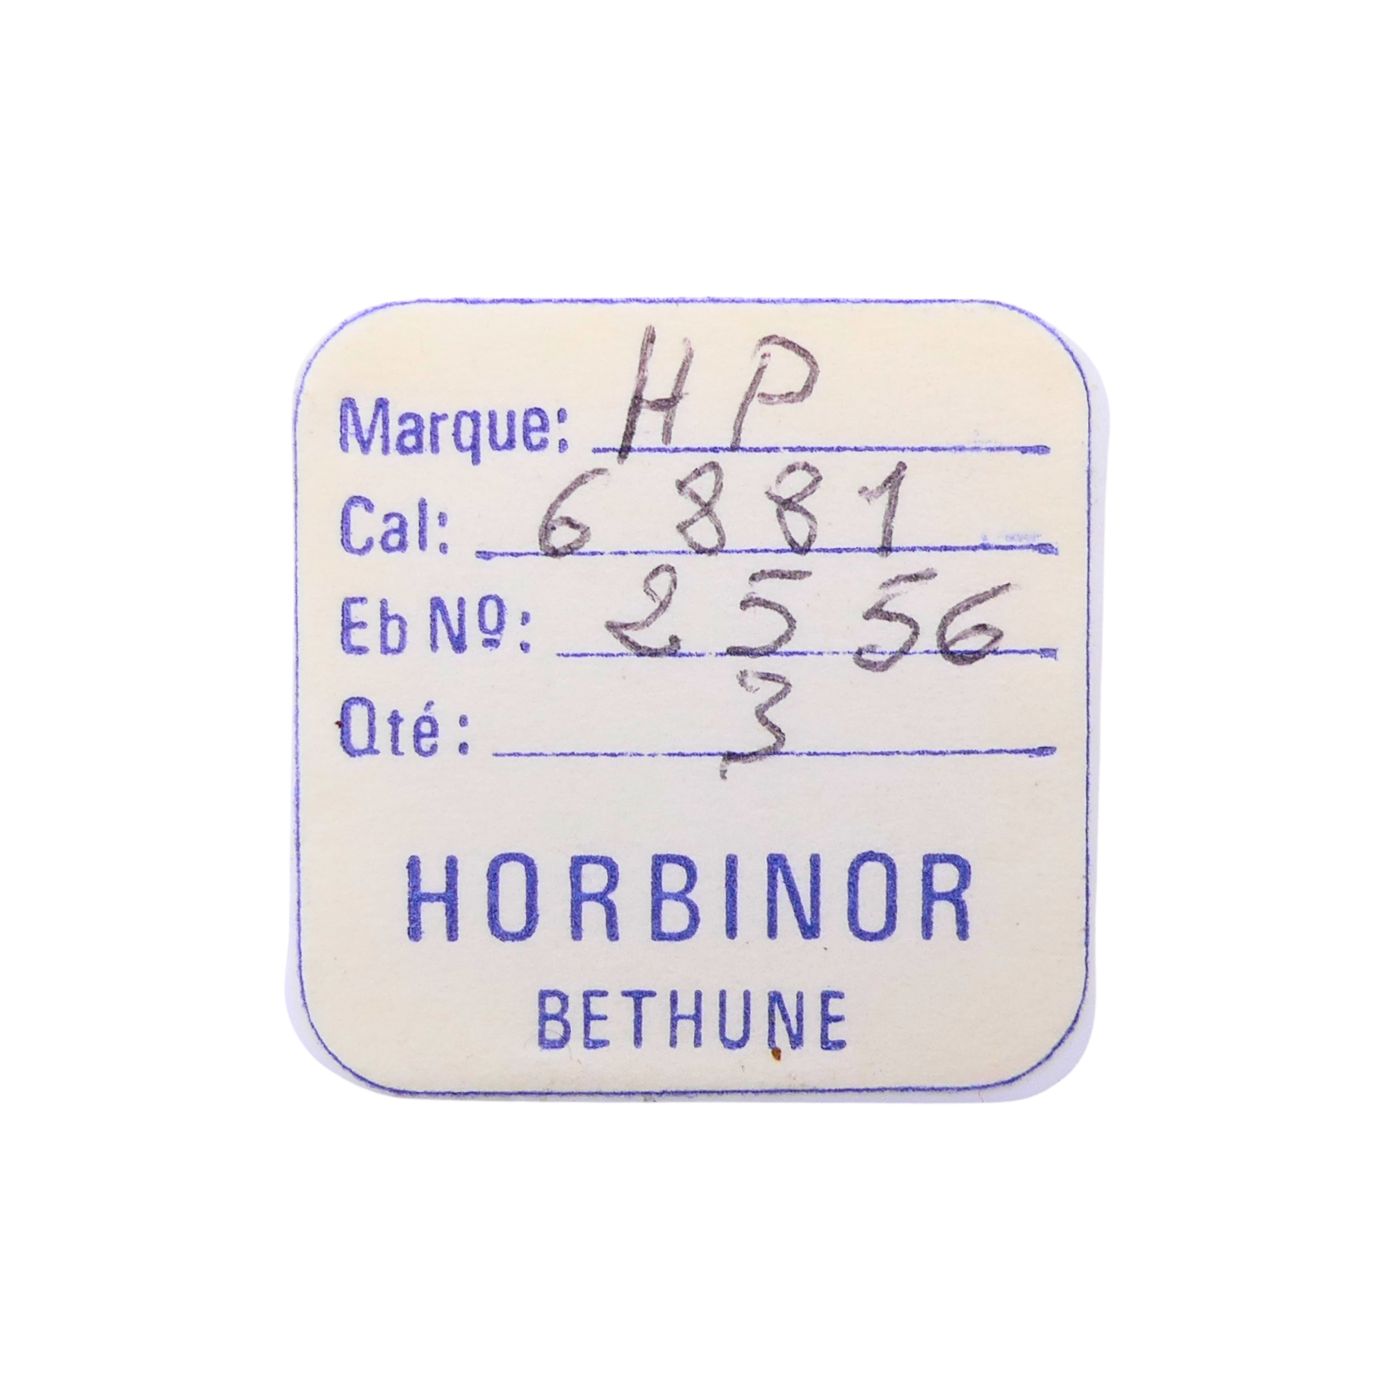 Marque: HP
Cal: 6881
Eb Nº: 2556
Qté: 3
HORBINOR
BETHUNE